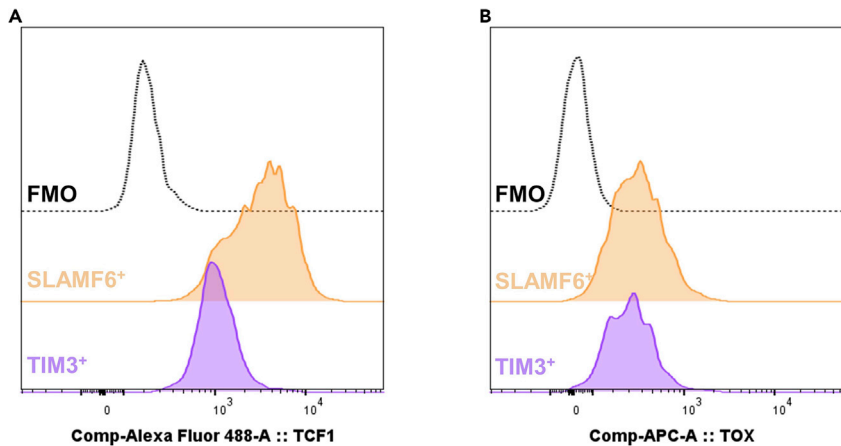 A
FMO
SLAMF6⁺
TIM3⁺
0 10³ 10⁴
Comp-Alexa Fluor 488-A :: TCF1
B
FMO
SLAMF6⁺
TIM3⁺
0 10³ 10⁴
Comp-APC-A :: TOX